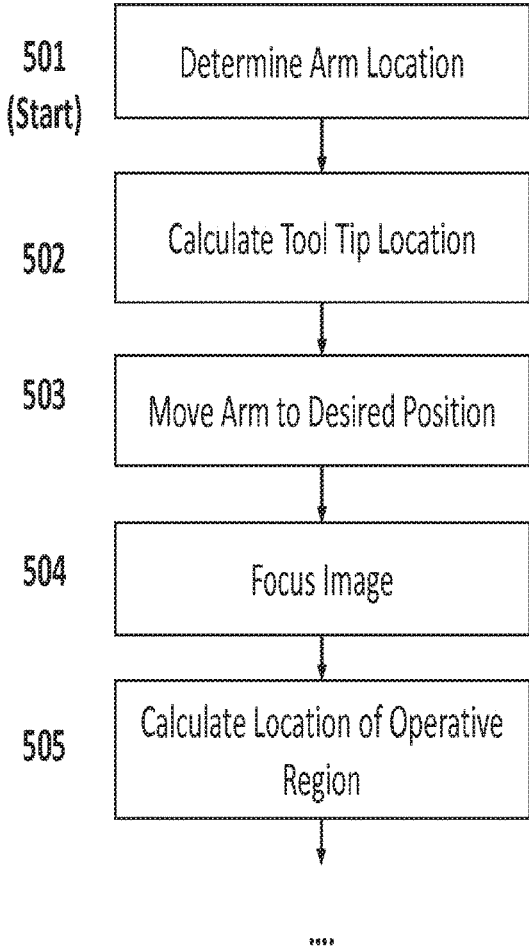 501
(Start)
Determine Arm Location
502
Calculate Tool Tip Location
503
Move Arm to Desired Position
504
Focus Image
505
Calculate Location of Operative
Region
....